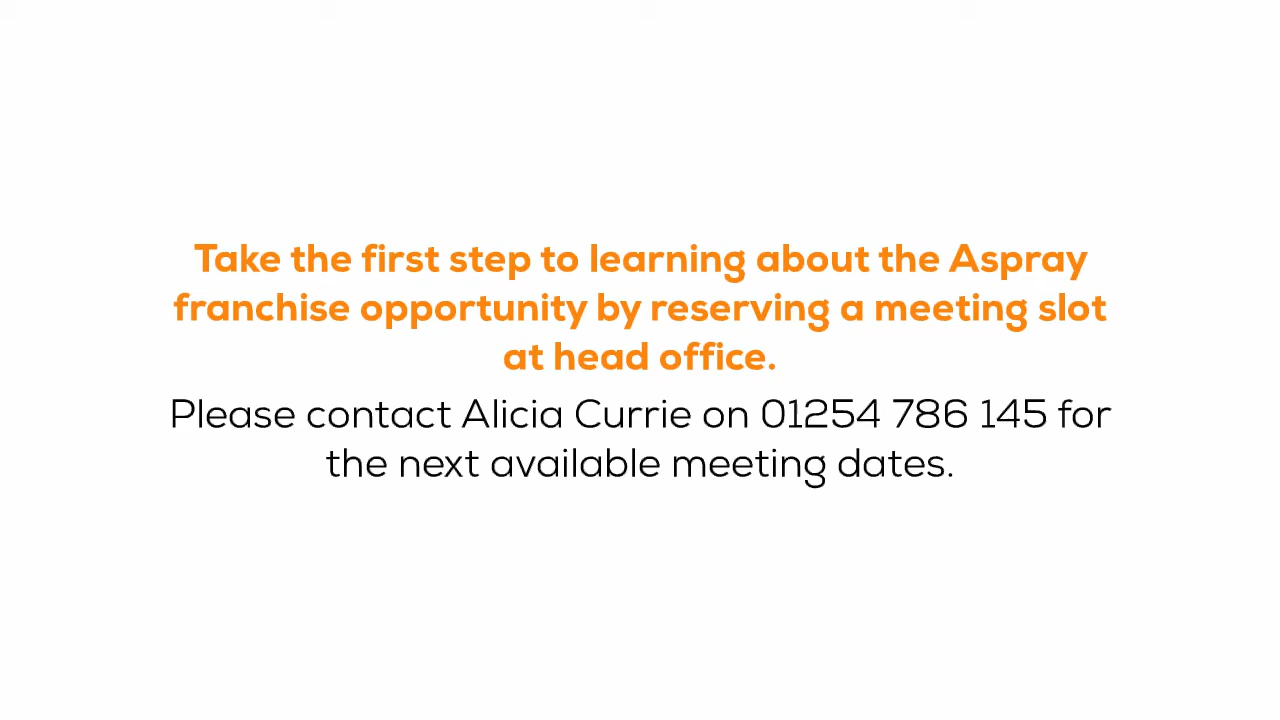 Take the first step to learning about the Aspray
franchise opportunity by reserving a meeting slot
at head office.
Please contact Alicia Currie on 01254 786 145 for
the next available meeting dates.